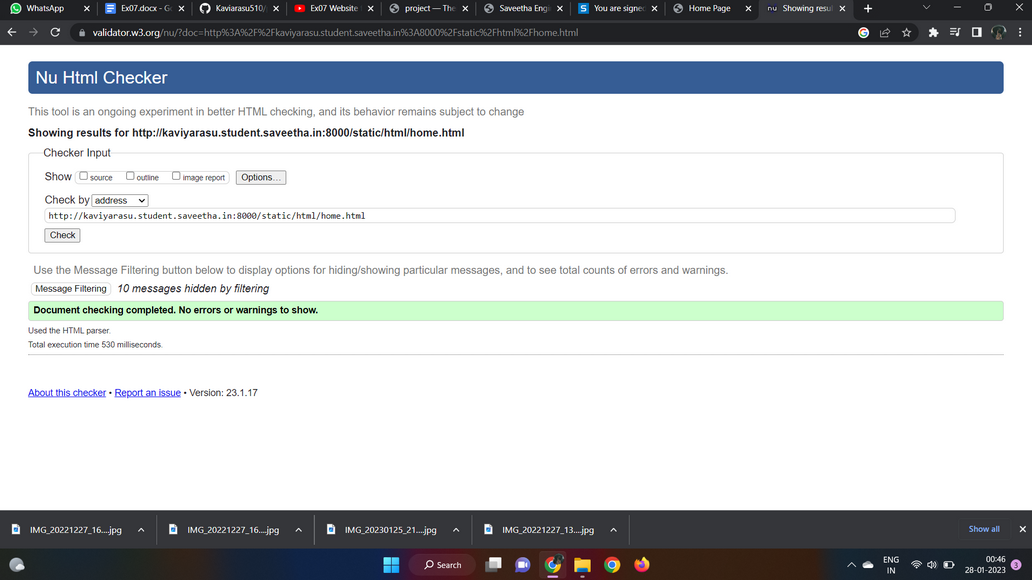 WhatsApp
Ex07.docx - Go
Kaviarasu510/
Ex07 Website
project — The
Saveetha Engi
You are signed
Home Page
nu Showing resul
validator.w3.org/nu/?doc=http%3A%2F%2Fkaviyarasu.student.saveetha.in%3A8000%2Fstatic%2Fhtml%2Fhome.html
Nu Html Checker
This tool is an ongoing experiment in better HTML checking, and its behavior remains subject to change
Showing results for http://kaviyarasu.student.saveetha.in:8000/static/html/home.html
Checker Input
Show source outline image report Options...
Check by address
http://kaviyarasu.student.saveetha.in:8000/static/html/home.html
Check
Use the Message Filtering button below to display options for hiding/showing particular messages, and to see total counts of errors and warnings.
Message Filtering 10 messages hidden by filtering
Document checking completed. No errors or warnings to show.
Used the HTML parser.
Total execution time 530 milliseconds.
About this checker • Report an issue • Version: 23.1.17
IMG_20221227_16....jpg
IMG_20221227_16....jpg
IMG_20230125_21....jpg
IMG_20221227_13....jpg
Show all
Search
ENG
IN
00:46
28-01-2023
3